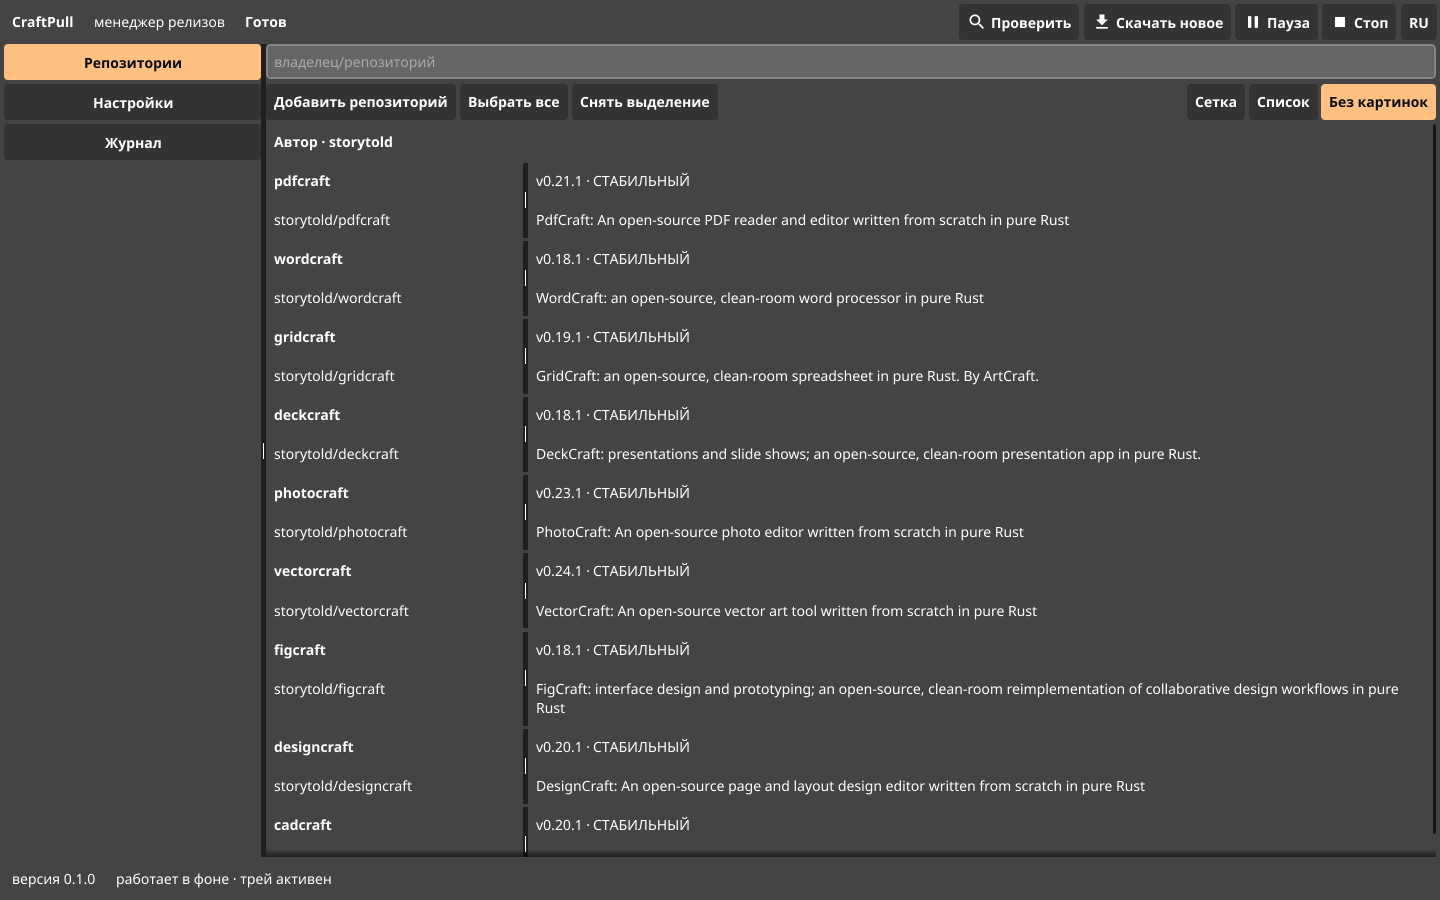 CraftPull менеджер релизов Готов Проверить Скачать новое Пауза Стоп RU
Репозитории
Настройки
Журнал
владелец/репозиторий
Добавить репозиторий Выбрать все Снять выделение Сетка Список Без картинок
Автор · storytold
pdfcraft v0.21.1 · СТАБИЛЬНЫЙ
storytold/pdfcraft PdfCraft: An open-source PDF reader and editor written from scratch in pure Rust
wordcraft v0.18.1 · СТАБИЛЬНЫЙ
storytold/wordcraft WordCraft: an open-source, clean-room word processor in pure Rust
gridcraft v0.19.1 · СТАБИЛЬНЫЙ
storytold/gridcraft GridCraft: an open-source, clean-room spreadsheet in pure Rust. By ArtCraft.
deckcraft v0.18.1 · СТАБИЛЬНЫЙ
storytold/deckcraft DeckCraft: presentations and slide shows; an open-source, clean-room presentation app in pure Rust.
photocraft v0.23.1 · СТАБИЛЬНЫЙ
storytold/photocraft PhotoCraft: An open-source photo editor written from scratch in pure Rust
vectorcraft v0.24.1 · СТАБИЛЬНЫЙ
storytold/vectorcraft VectorCraft: An open-source vector art tool written from scratch in pure Rust
figcraft v0.18.1 · СТАБИЛЬНЫЙ
storytold/figcraft FigCraft: interface design and prototyping; an open-source, clean-room reimplementation of collaborative design workflows in pure
Rust
designcraft v0.20.1 · СТАБИЛЬНЫЙ
storytold/designcraft DesignCraft: An open-source page and layout design editor written from scratch in pure Rust
cadcraft v0.20.1 · СТАБИЛЬНЫЙ
версия 0.1.0 работает в фоне · трей активен